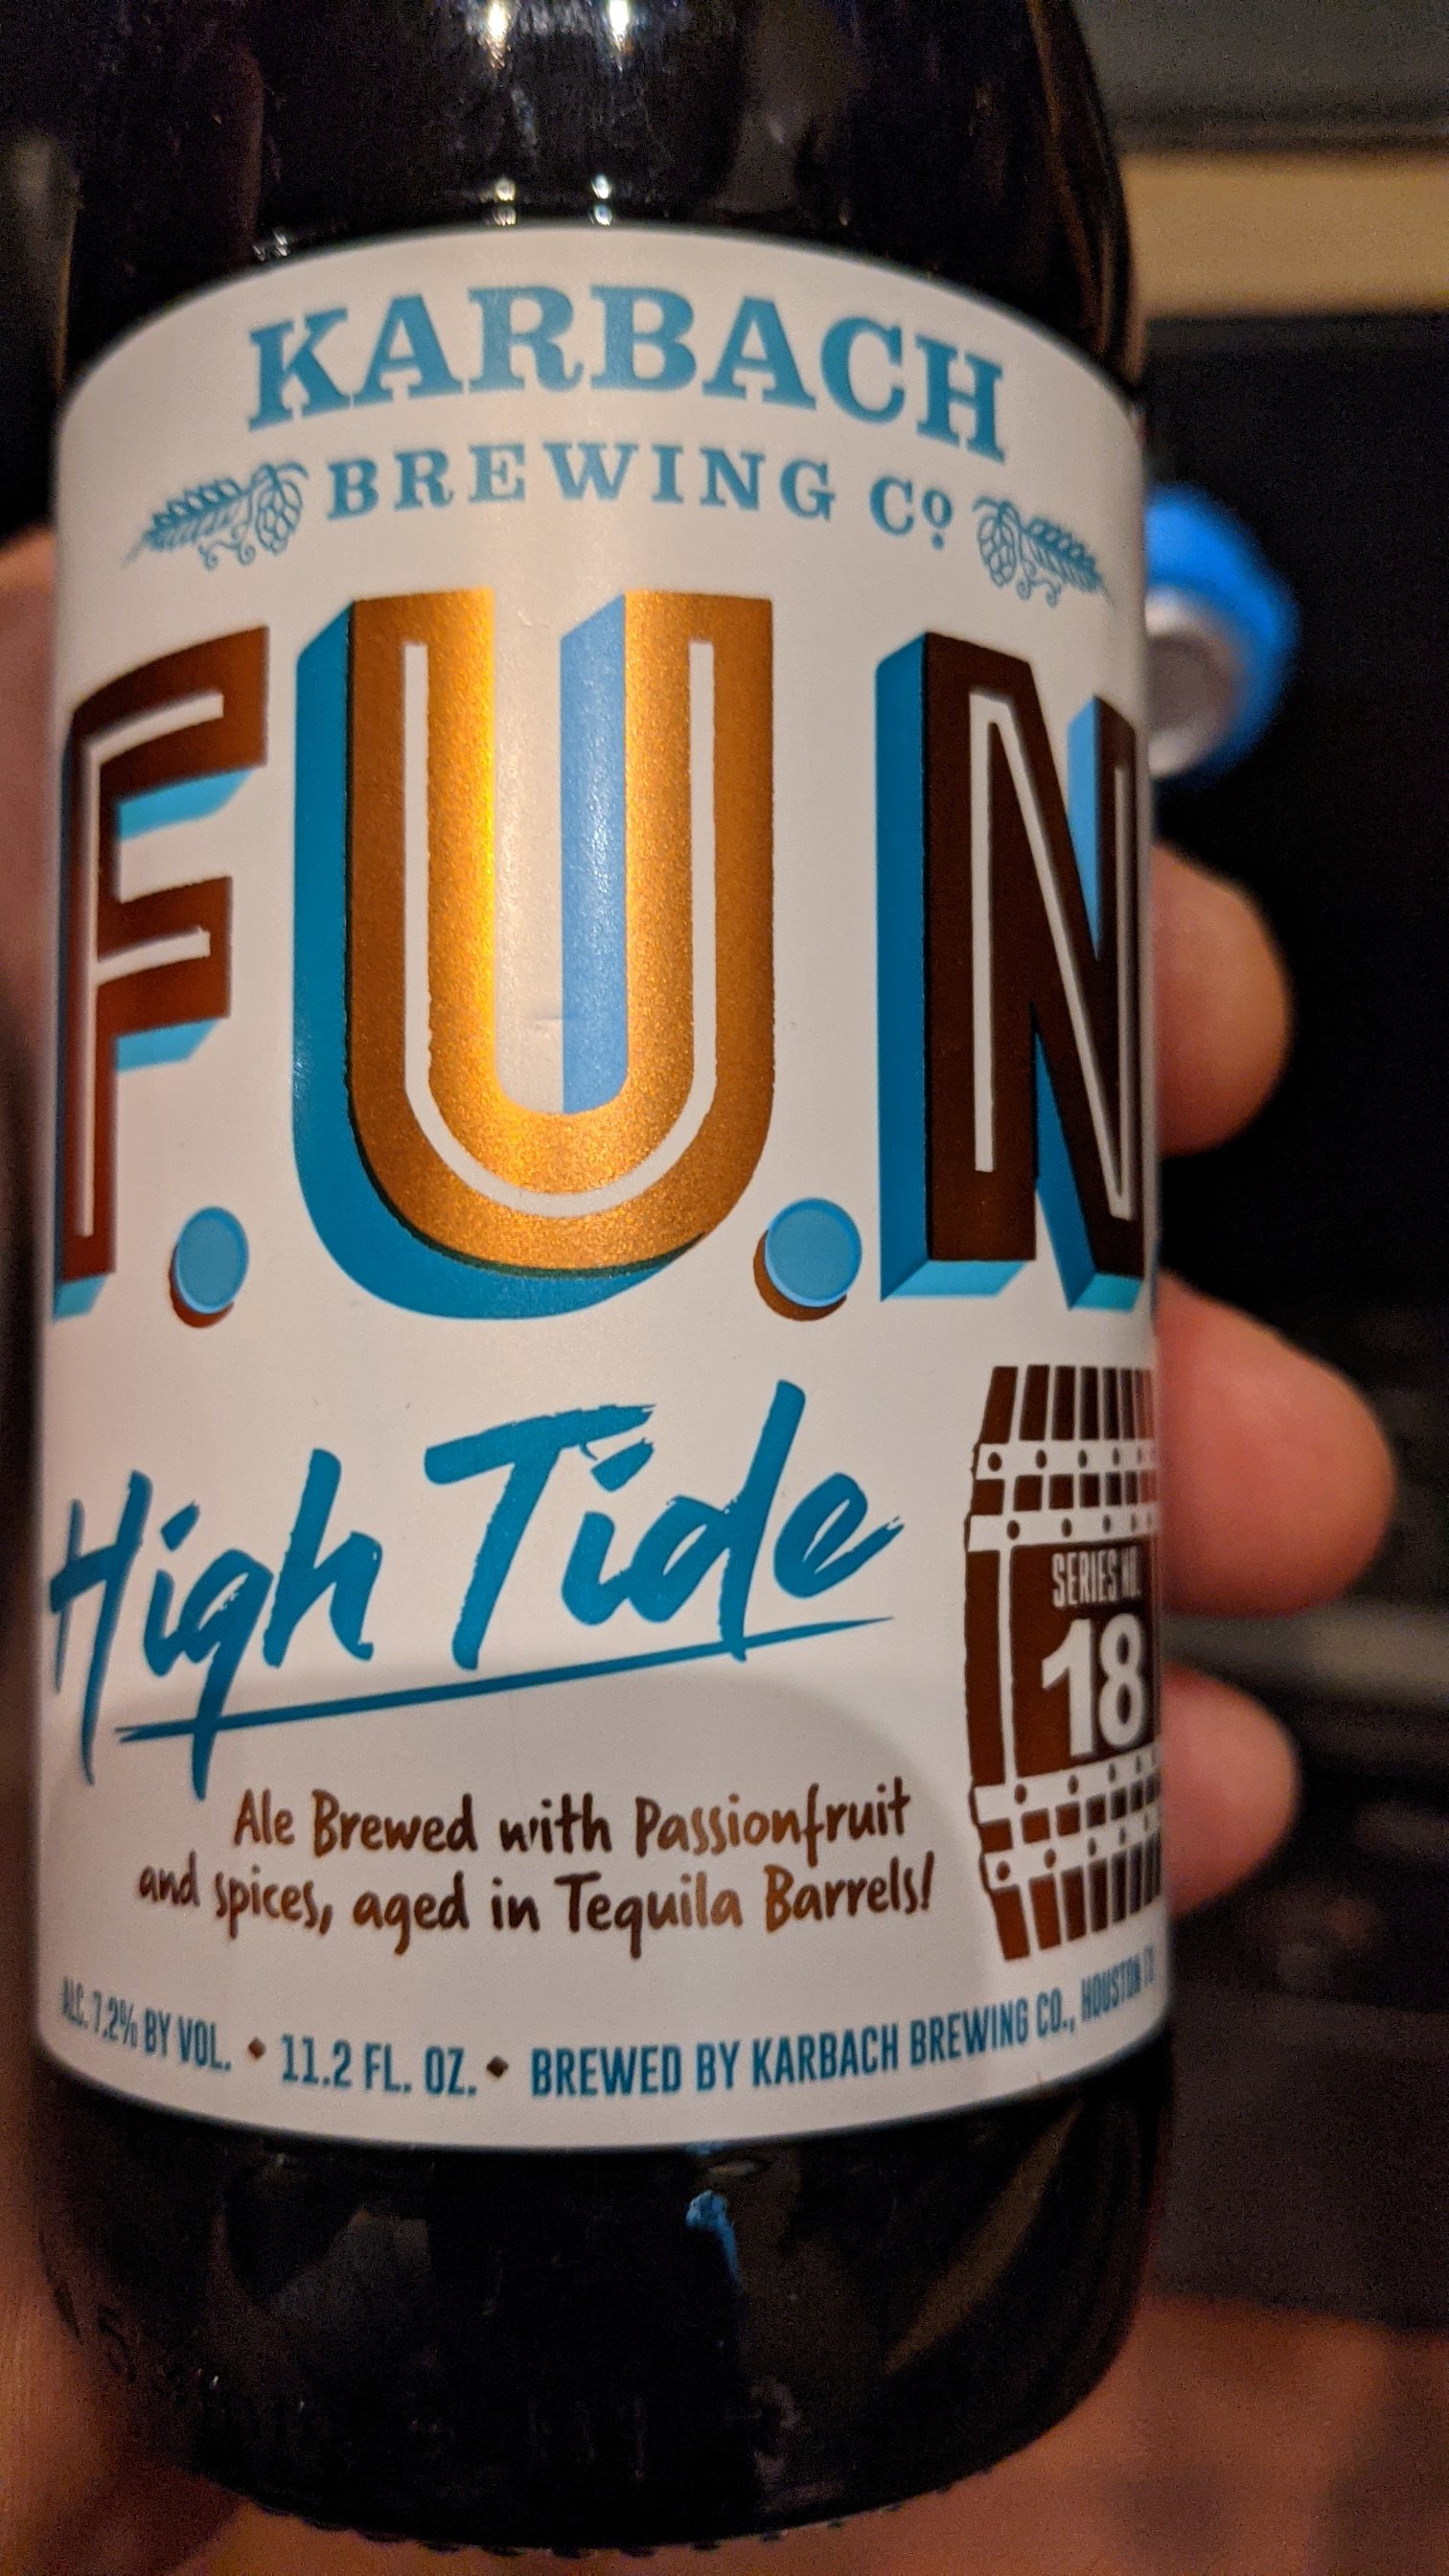 KARBACH
BREWING Co
F.U.N
High Tide
SERIES NO.
18
Ale Brewed with Passionfruit
and spices, aged in Tequila Barrels!
ALC. 7.2% BY VOL. • 11.2 FL. OZ. • BREWED BY KARBACH BREWING CO., HOUSTON